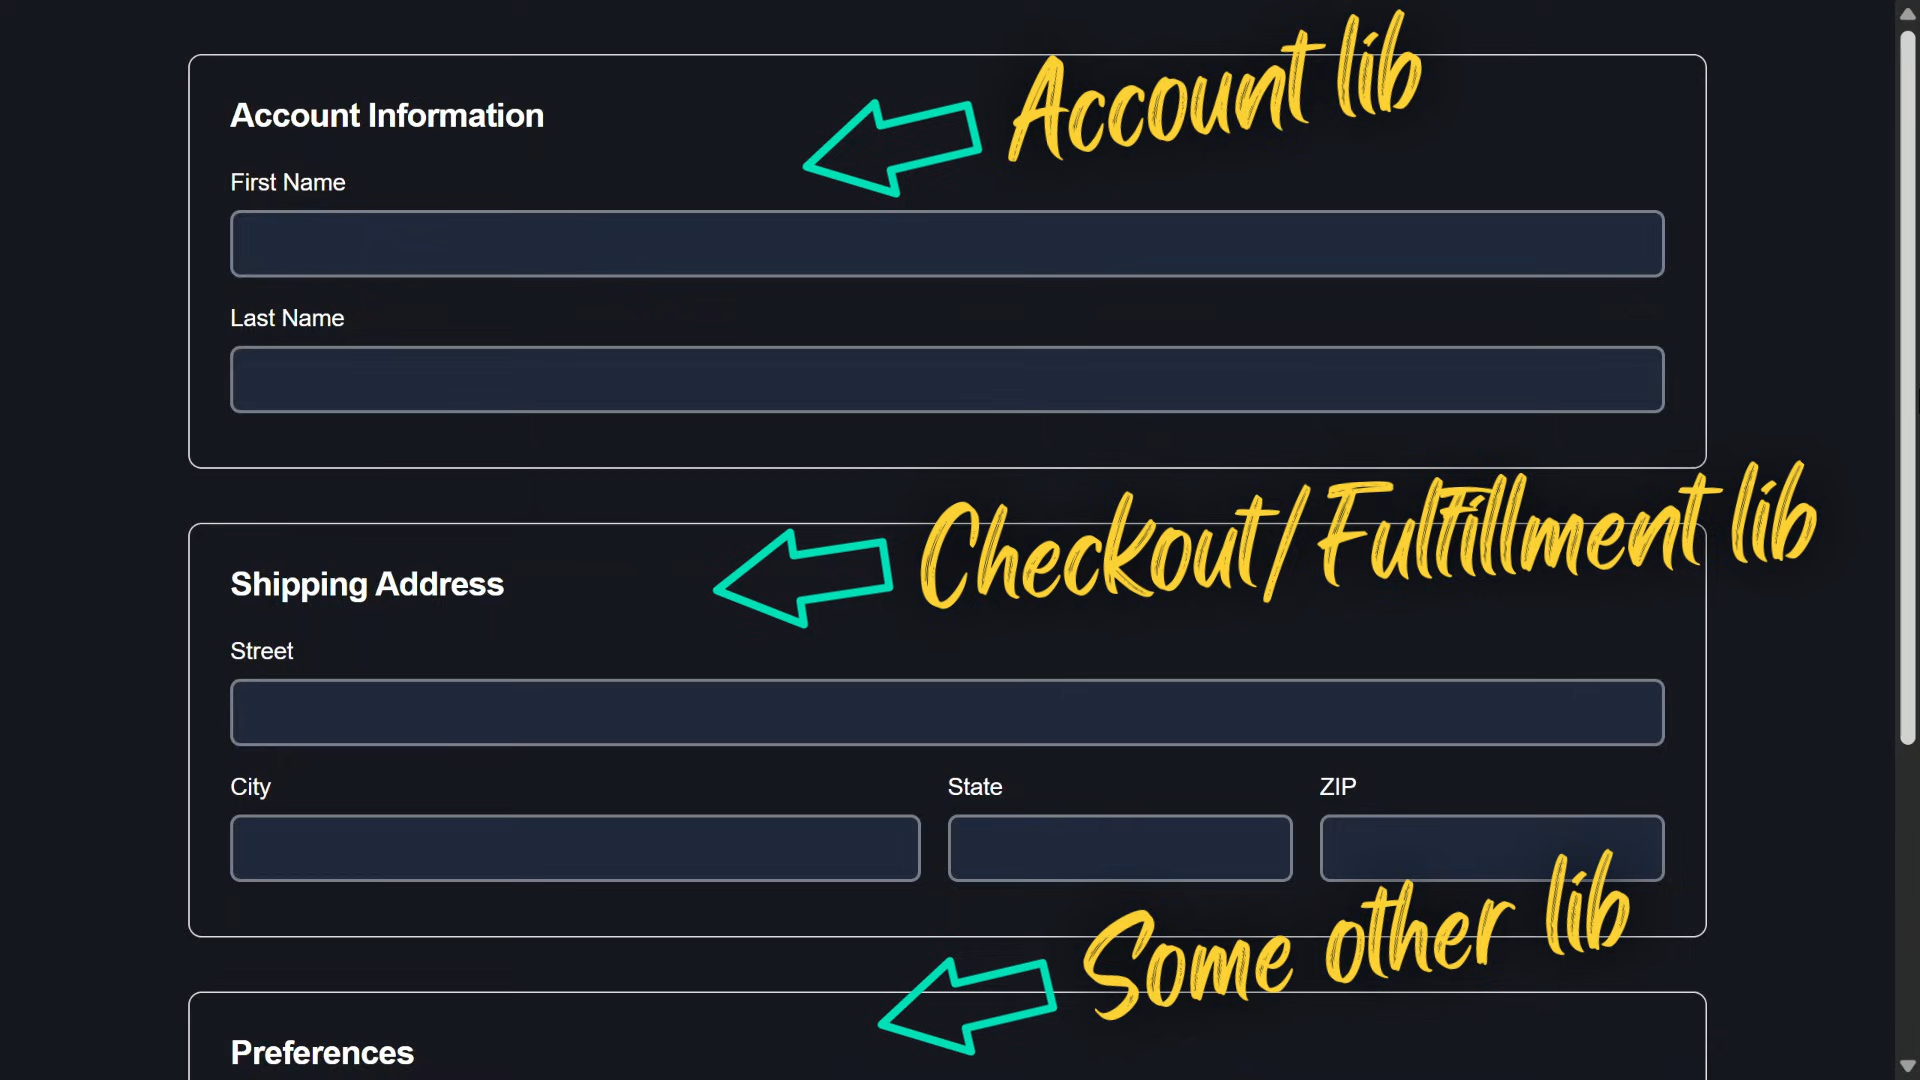 Account lib
Account Information
First Name
Last Name
Checkout/Fulfillment lib
Shipping Address
Street
City State ZIP
Some other lib
Preferences